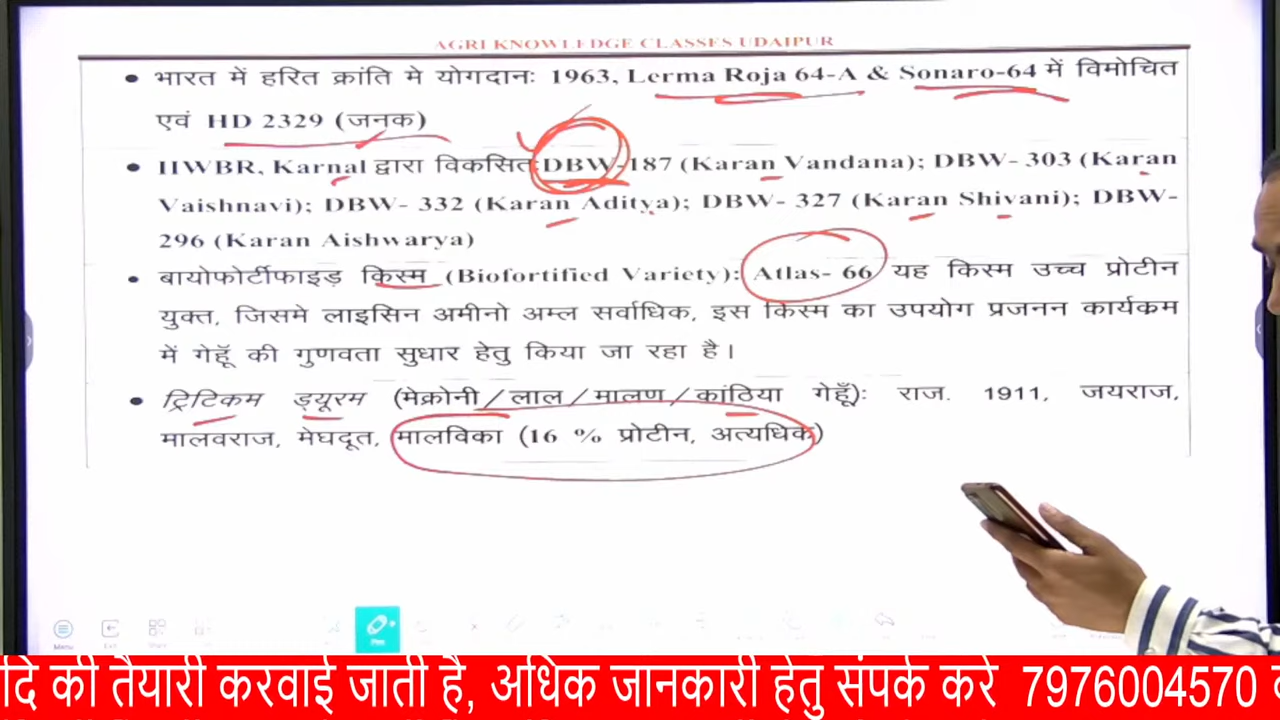 AGRI KNOWLEDGE CLASSES UDAIPUR
• भारत में हरित क्रांति मे योगदानः 1963, Lerma Roja 64-A & Sonaro-64 में विमोचित
एवं HD 2329 (जनक)
• IIWBR, Karnal द्वारा विकसित: DBW-187 (Karan Vandana); DBW- 303 (Karan
Vaishnavi); DBW- 332 (Karan Aditya); DBW- 327 (Karan Shivani); DBW-
296 (Karan Aishwarya)
• बायोफोर्टीफाइड़ किस्म (Biofortified Variety): Atlas- 66 यह किस्म उच्च प्रोटीन
युक्त, जिसमे लाइसिन अमीनो अम्ल सर्वाधिक, इस किस्म का उपयोग प्रजनन कार्यक्रम
में गेहूँ की गुणवता सुधार हेतु किया जा रहा है।
• ट्रिटिकम ड्यूरम (मेक्रोनी/लाल/मालण/कांठिया गेहूँ): राज. 1911, जयराज,
मालवराज, मेघदूत, मालविका (16 % प्रोटीन, अत्यधिक)
Menu
Exit
Share
Pen
दि की तैयारी करवाई जाती है, अधिक जानकारी हेतु संपर्क करे 7976004570